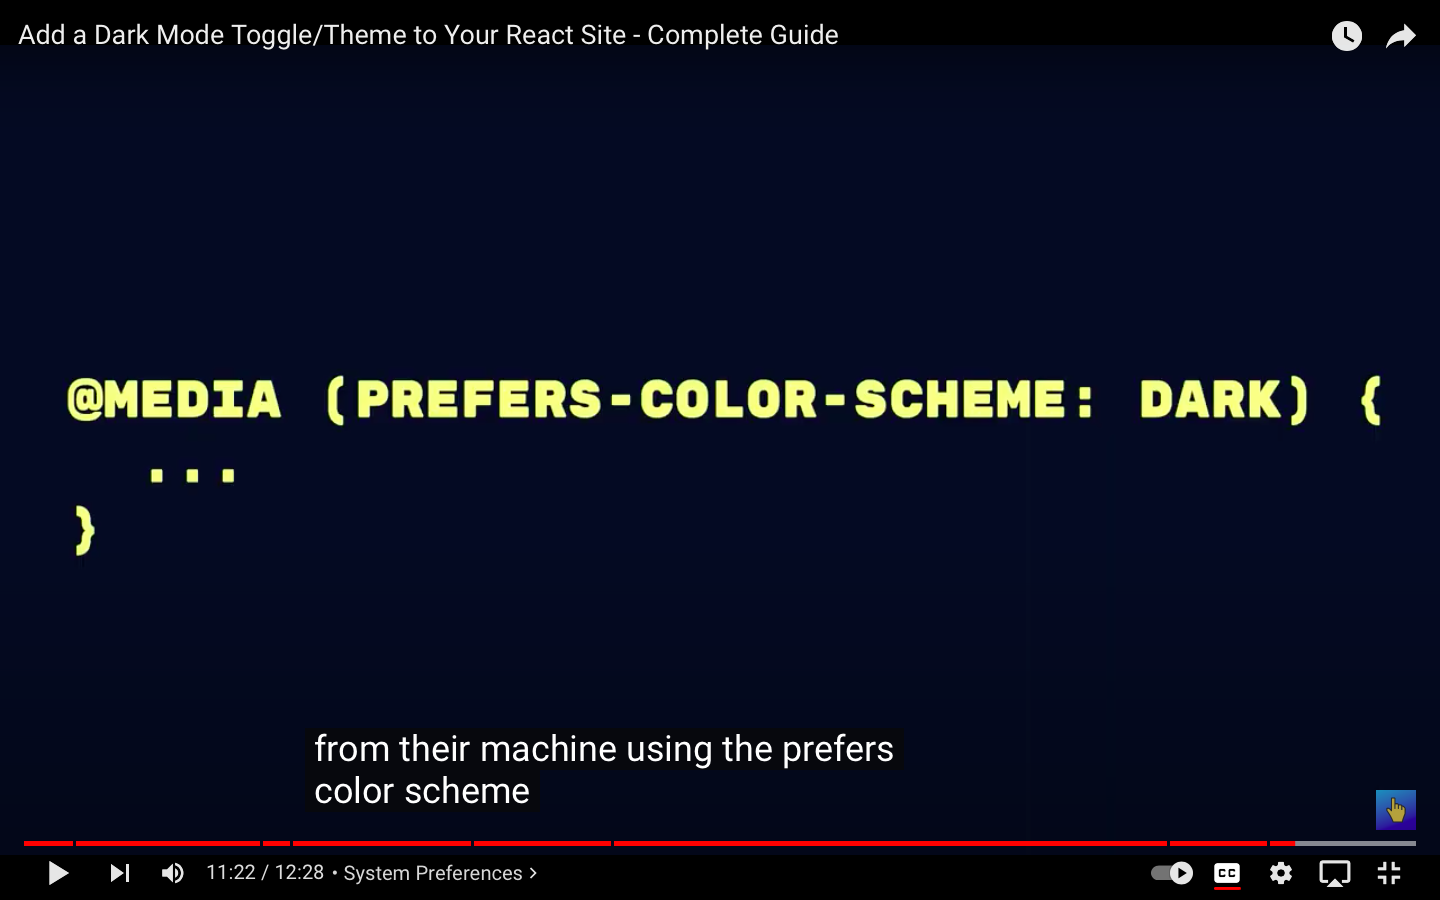 Add a Dark Mode Toggle/Theme to Your React Site - Complete Guide
@MEDIA (PREFERS-COLOR-SCHEME: DARK) {
...
}
from their machine using the prefers
color scheme
11:22 / 12:28 • System Preferences >
CC